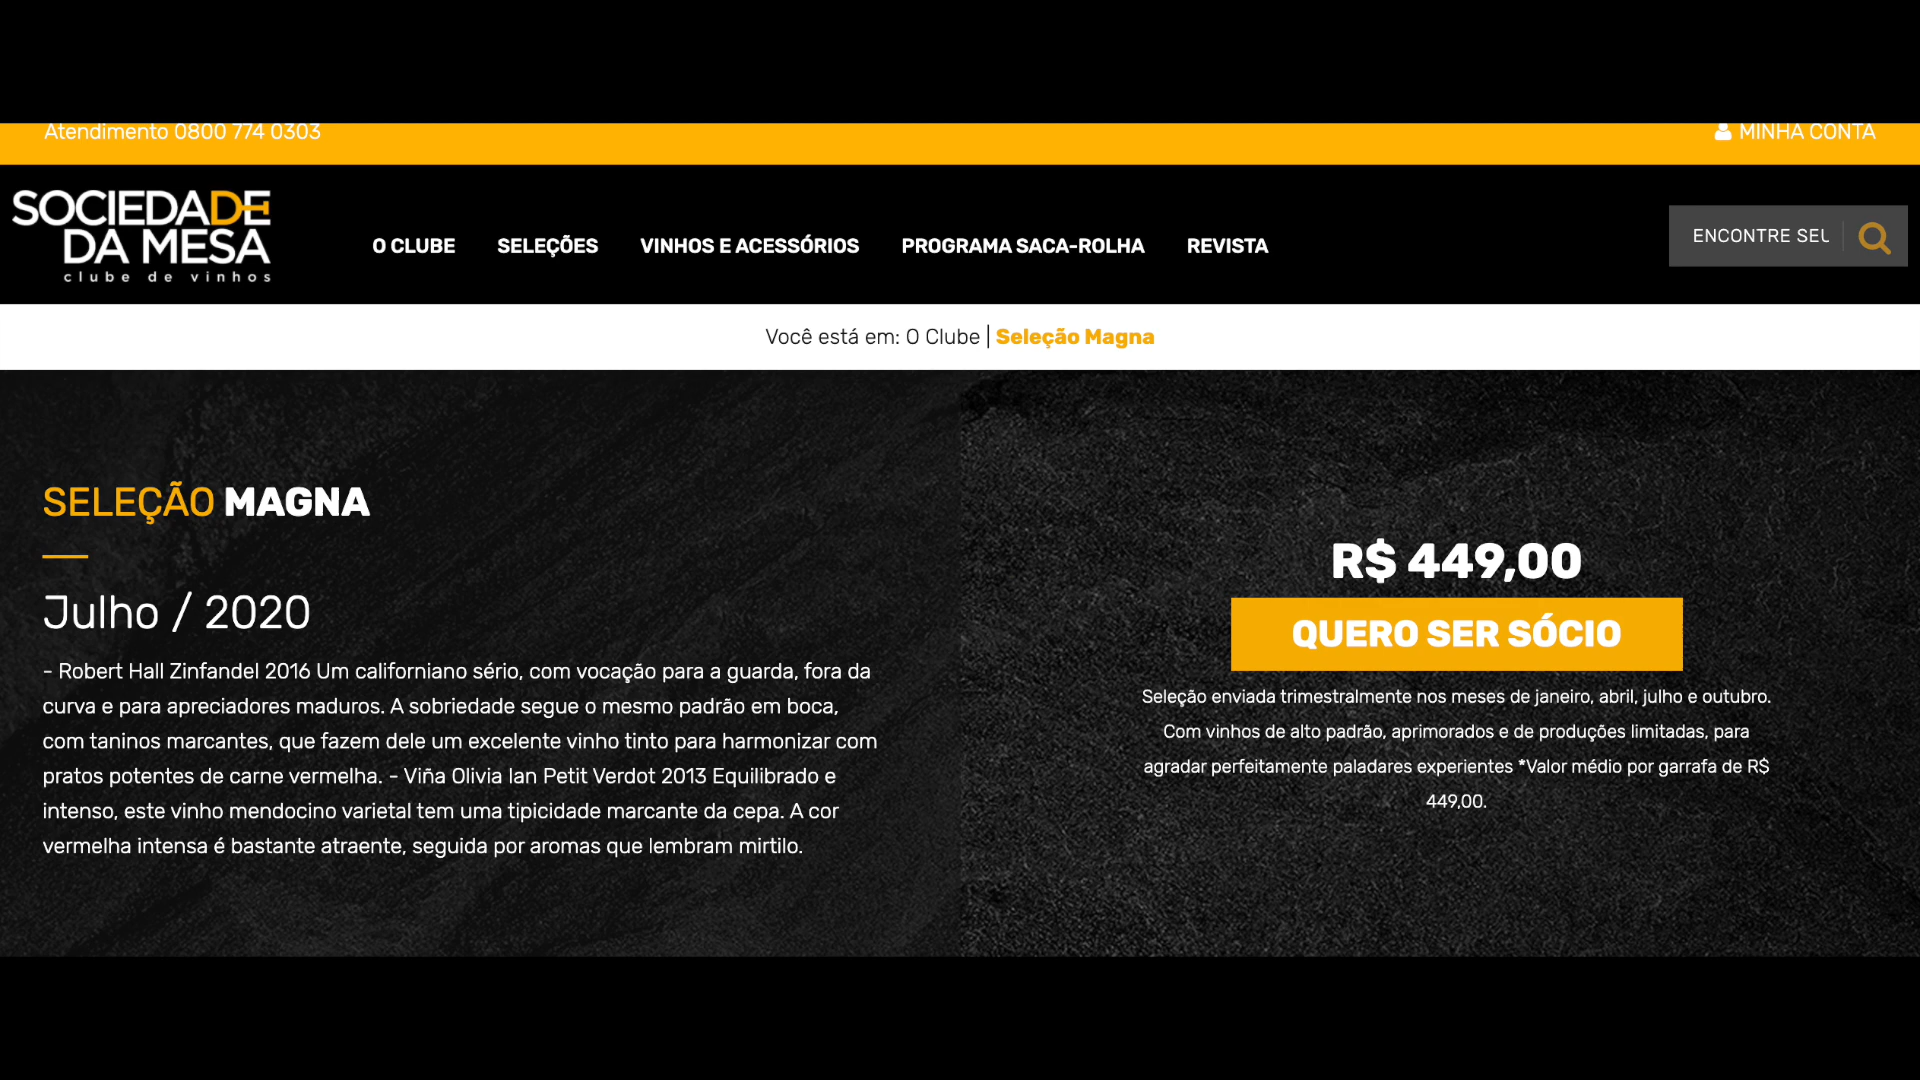 Atendimento 0800 774 0303
MINHA CONTA
SOCIEDADE
DA MESA
clube de vinhos
O CLUBE
SELEÇÕES
VINHOS E ACESSÓRIOS
PROGRAMA SACA-ROLHA
REVISTA
ENCONTRE SEU
Você está em: O Clube | Seleção Magna
SELEÇÃO MAGNA
Julho / 2020
- Robert Hall Zinfandel 2016 Um californiano sério, com vocação para a guarda, fora da
curva e para apreciadores maduros. A sobriedade segue o mesmo padrão em boca,
com taninos marcantes, que fazem dele um excelente vinho tinto para harmonizar com
pratos potentes de carne vermelha. - Viña Olivia Ian Petit Verdot 2013 Equilibrado e
intenso, este vinho mendocino varietal tem uma tipicidade marcante da cepa. A cor
vermelha intensa é bastante atraente, seguida por aromas que lembram mirtilo.
R$ 449,00
QUERO SER SÓCIO
Seleção enviada trimestralmente nos meses de janeiro, abril, julho e outubro.
Com vinhos de alto padrão, aprimorados e de produções limitadas, para
agradar perfeitamente paladares experientes *Valor médio por garrafa de R$
449,00.